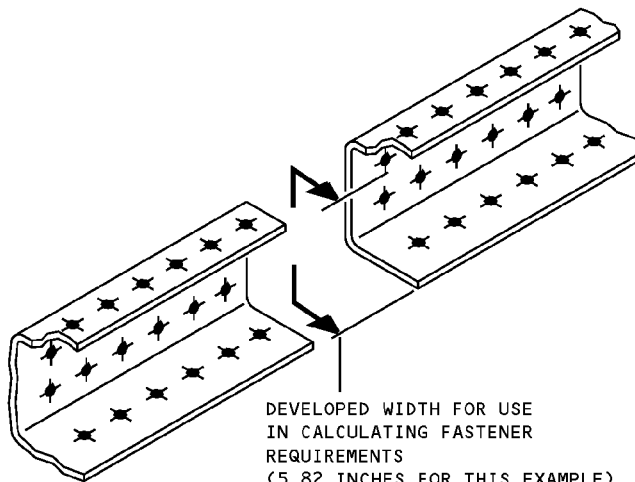 DEVELOPED WIDTH FOR USE
IN CALCULATING FASTENER
REQUIREMENTS
(5.82 INCHES FOR THIS EXAMPLE)